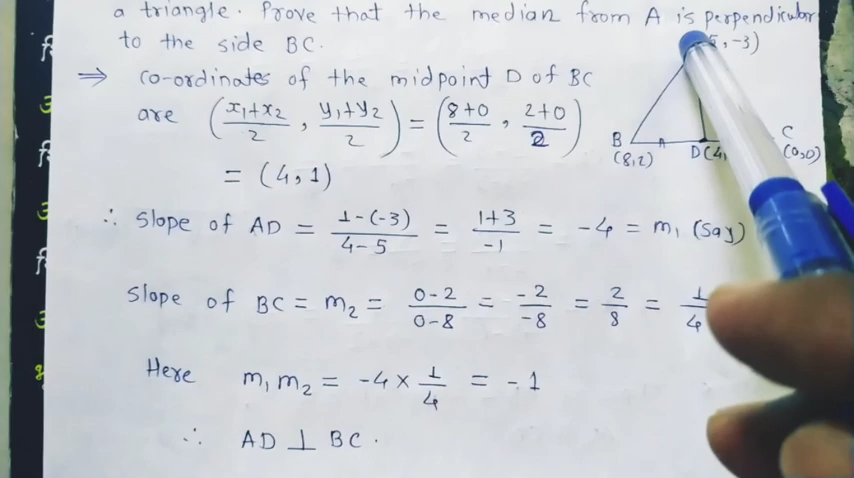 a triangle. Prove that the median from A is perpendicular
to the side BC.
⇒ Co-ordinates of the midpoint D of BC
are (x₁+x₂/2 , y₁+y₂/2) = (8+0/2 , 2+0/2)
= (4,1)
, -3)
B
(8,2)
D(4,
C
(0,0)
∴ Slope of AD = 1-(-3)/4-5 = 1+3/-1 = -4 = m₁ (Say)
Slope of BC = m₂ = 0-2/0-8 = -2/-8 = 2/8 = 1/4
Here m₁m₂ = -4 × 1/4 = -1
∴ AD ⊥ BC.